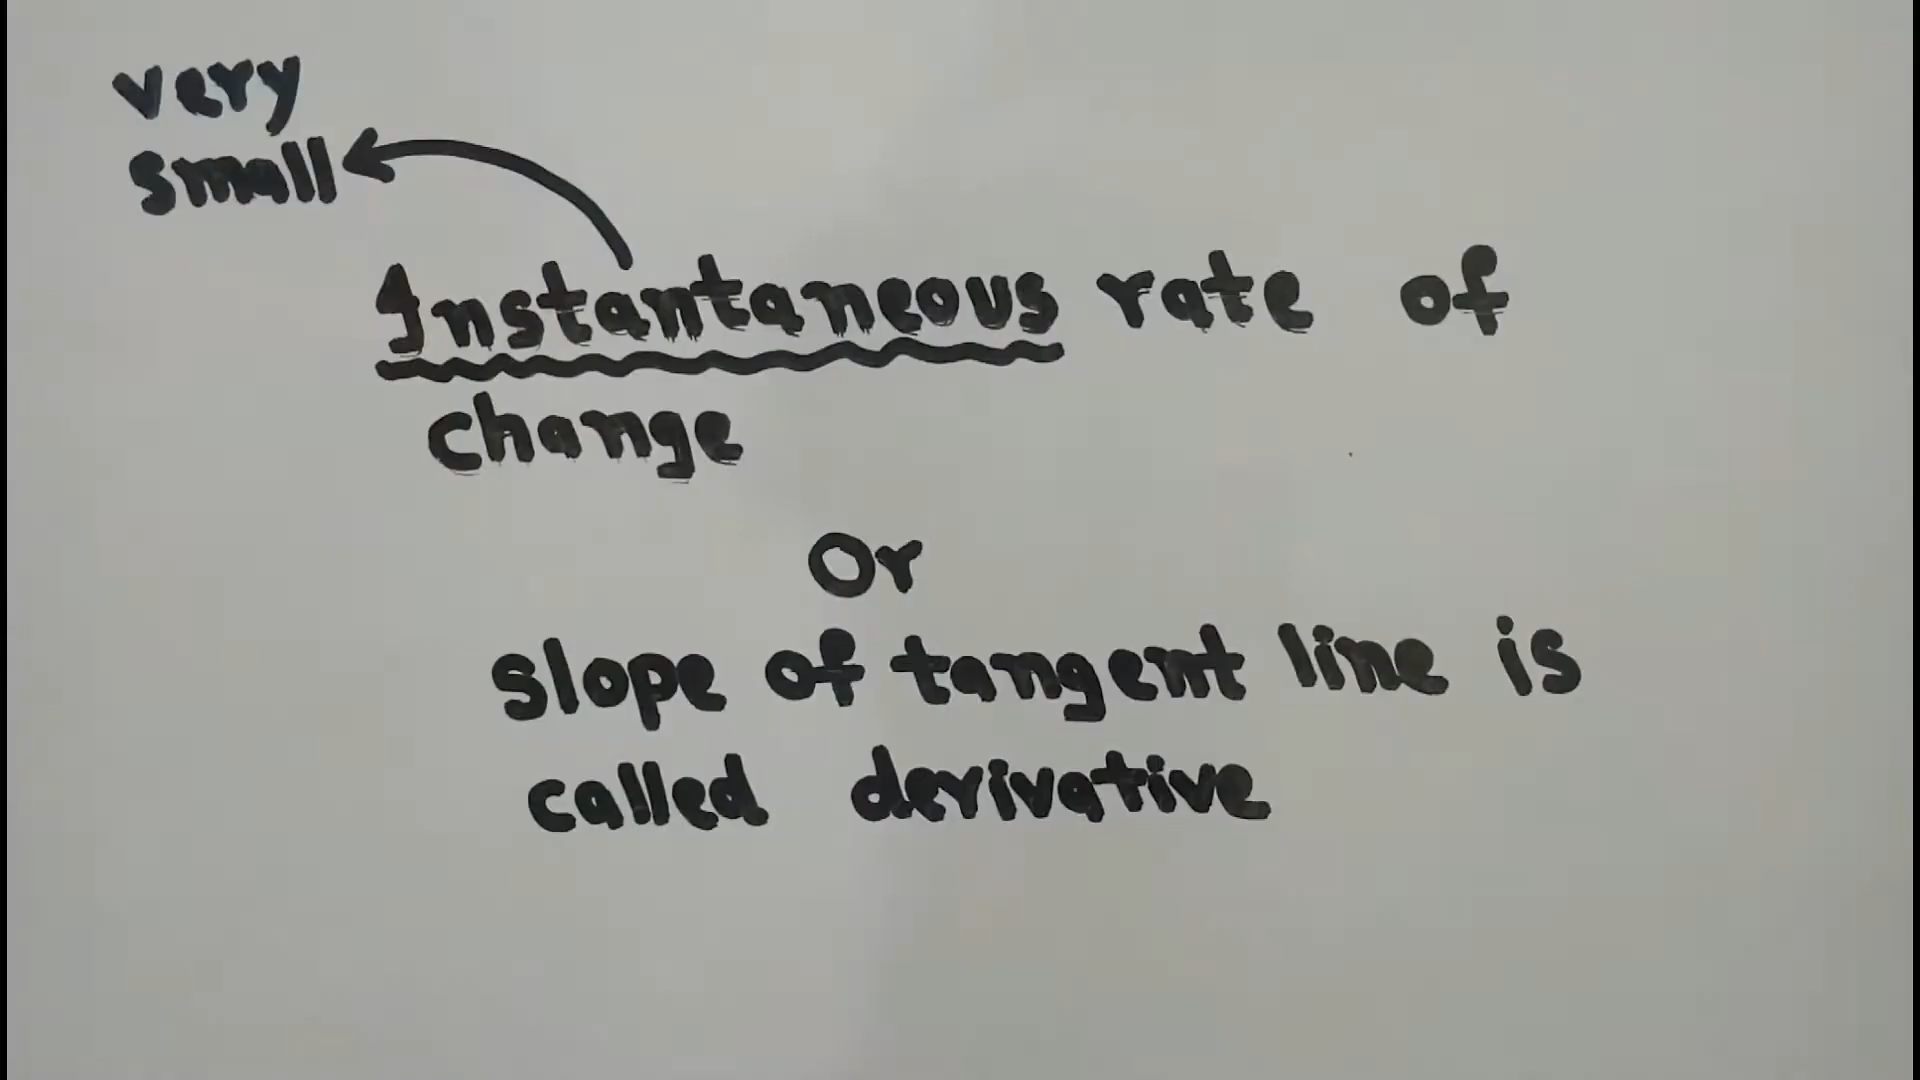 very
small
Instantaneous rate of
change
Or
slope of tangent line is
called derivative